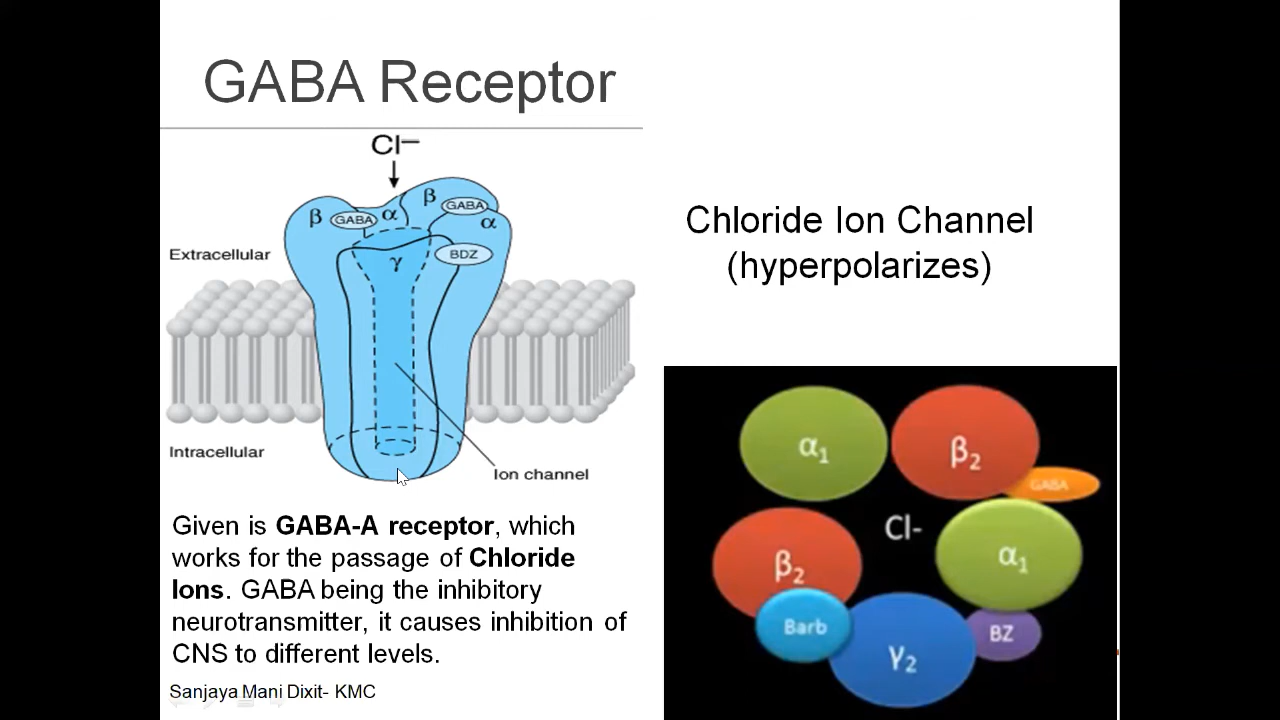 GABA Receptor
Cl−
β GABA α β GABA α
γ BDZ
Extracellular
Intracellular
Ion channel
Given is GABA-A receptor, which
works for the passage of Chloride
Ions. GABA being the inhibitory
neurotransmitter, it causes inhibition of
CNS to different levels.
Sanjaya Mani Dixit- KMC
Chloride Ion Channel
(hyperpolarizes)
α1
β2
GABA
Cl-
β2
α1
Barb
BZ
γ2